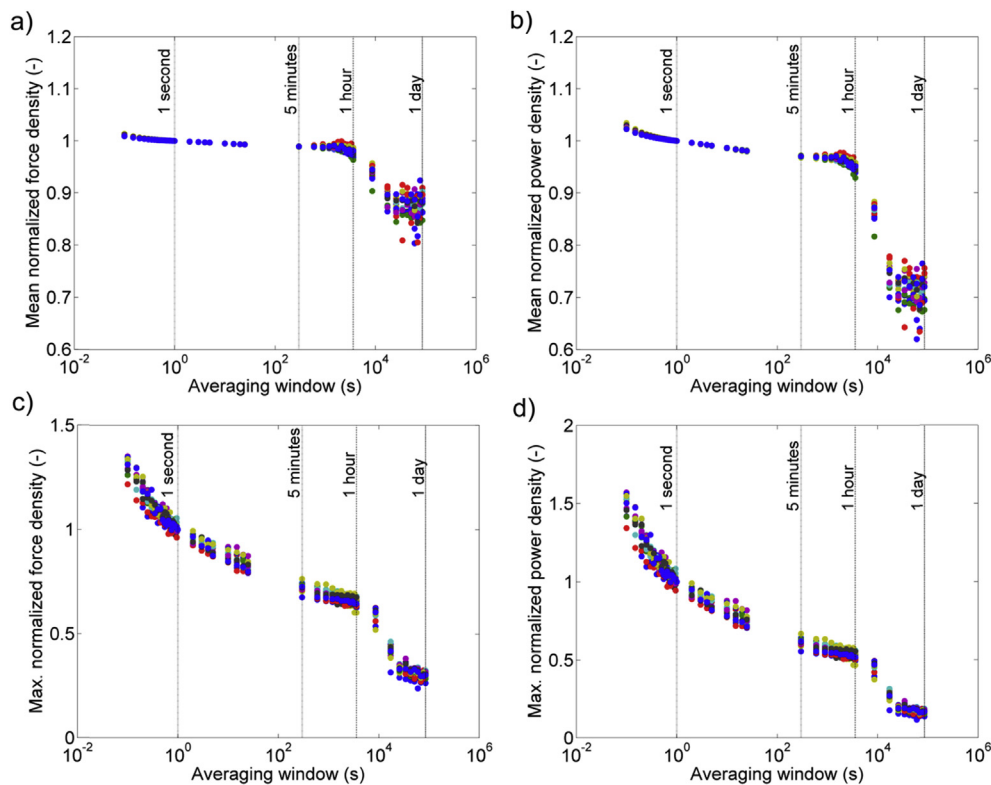 a)
1.2
1.1
1
0.9
0.8
0.7
0.6
Mean normalized force density (-)
1 second
5 minutes
1 hour
1 day
10^-2
10^0
10^2
10^4
10^6
Averaging window (s)
b)
1.2
1.1
1
0.9
0.8
0.7
0.6
Mean normalized power density (-)
1 second
5 minutes
1 hour
1 day
10^-2
10^0
10^2
10^4
10^6
Averaging window (s)
c)
1.5
1
0.5
0
Max. normalized force density (-)
1 second
5 minutes
1 hour
1 day
10^-2
10^0
10^2
10^4
10^6
Averaging window (s)
d)
2
1.5
1
0.5
0
Max. normalized power density (-)
1 second
5 minutes
1 hour
1 day
10^-2
10^0
10^2
10^4
10^6
Averaging window (s)